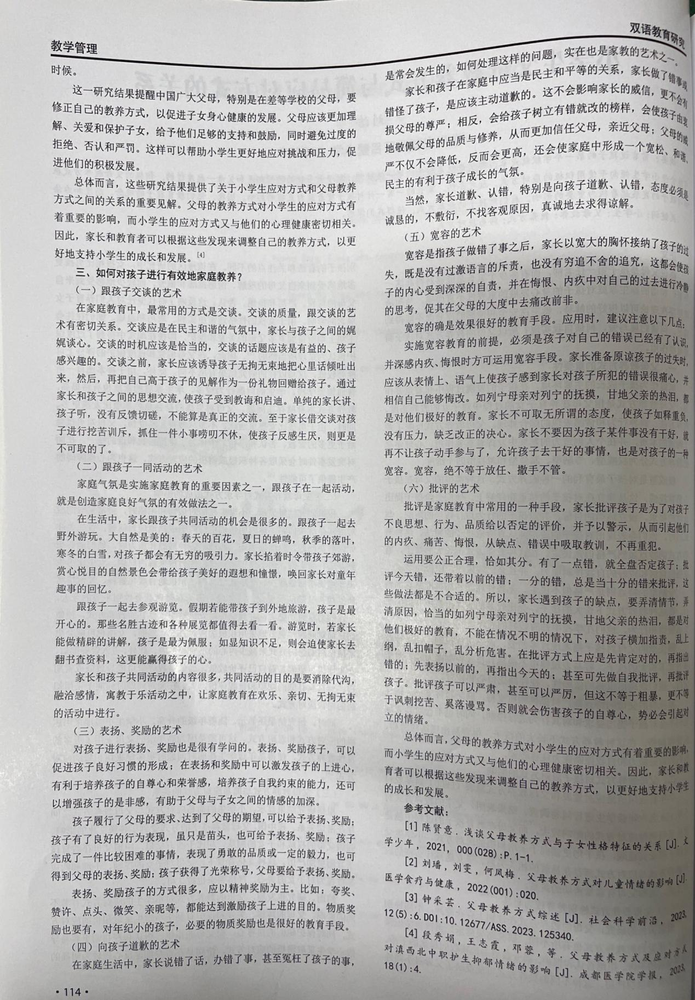 教学管理
双语教育研究
时候。
这一研究结果提醒中国广大父母，特别是在差等学校的父母，要
修正自己的教养方式，以促进子女身心健康的发展。父母应该更加理
解、关爱和保护子女，给予他们足够的支持和鼓励，同时避免过度的
拒绝、否认和严罚。这样可以帮助小学生更好地应对挑战和压力，促
进他们的积极发展。
总体而言，这些研究结果提供了关于小学生应对方式和父母教养
方式之间的关系的重要见解。父母的教养方式对小学生的应对方式有
着重要的影响，而小学生的应对方式又与他们的心理健康密切相关。
因此，家长和教育者可以根据这些发现来调整自己的教养方式，以更
好地支持小学生的成长和发展。[4]
三、如何对孩子进行有效地家庭教养？
（一）跟孩子交谈的艺术
在家庭教育中，最常用的方式是交谈。交谈的质量，跟交谈的艺
术有密切关系。交谈应是在民主和谐的气氛中，家长与孩子之间的娓
娓谈心。交谈的时机应该是恰当的，交谈的话题应该是有益的、孩子
感兴趣的。交谈之前，家长应该诱导孩子无拘无束地把心里话倾吐出
来，然后，再把自己高于孩子的见解作为一份礼物回赠给孩子。通过
家长和孩子之间的思想交流，使孩子受到教诲和启迪。单纯的家长讲、
孩子听，没有反馈切磋，不能算是真正的交流。至于家长借交谈对孩
子进行挖苦训斥，抓住一件小事唠叨不休，使孩子反感生厌，则更是
不可取的了。
（二）跟孩子一同活动的艺术
家庭气氛是实施家庭教育的重要因素之一，跟孩子在一起活动，
就是创造家庭良好气氛的有效做法之一。
在生活中，家长跟孩子共同活动的机会是很多的。跟孩子一起去
野外游玩。大自然是美的：春天的百花，夏日的蝉鸣，秋季的落叶，
寒冬的白雪，对孩子都会有无穷的吸引力。家长掐着时令带孩子郊游，
赏心悦目的自然景色会带给孩子美好的遐想和憧憬，唤回家长对童年
趣事的回忆。
跟孩子一起去参观游览。假期若能带孩子到外地旅游，孩子是最
开心的。那些名胜古迹和各种展览都值得去看一看。游览时，若家长
能做精辟的讲解，孩子是最为佩服；如显知识不足，则会迫使家长去
翻书查资料，这更能赢得孩子的心。
家长和孩子共同活动的内容很多，共同活动的目的是要消除代沟，
融洽感情，寓教于乐活动之中，让家庭教育在欢乐、亲切、无拘无束
的活动中进行。
（三）表扬、奖励的艺术
对孩子进行表扬、奖励也是很有学问的。表扬、奖励孩子，可以
促进孩子良好习惯的形成；在表扬和奖励中可以激发孩子的上进心，
有利于培养孩子的自尊心和荣誉感，培养孩子自我约束的能力，还可
以增强孩子的是非感，有助于父母与子女之间的情感的加深。
孩子履行了父母的要求、达到了父母的期望，可以给予表扬、奖励；
孩子有了良好的行为表现，虽只是苗头，也可给予表扬、奖励；孩子
完成了一件比较困难的事情，表现了勇敢的品质或一定的毅力，也可
得到父母的表扬、奖励；孩子获得了光荣称号，父母要给予表扬、奖励。
表扬、奖励孩子的方式很多，应以精神奖励为主。比如：夸奖、
赞许、点头、微笑、亲昵等，都能达到激励孩子上进的目的。物质奖
励也要有，对年纪小的孩子，必要的物质奖励也是很好的教育手段。
（四）向孩子道歉的艺术
在家庭生活中，家长说错了话，办错了事，甚至冤枉了孩子的事，
是常会发生的，如何处理这样的问题，实在也是家教的艺术之一。
家长和孩子在家庭中应当是民主和平等的关系，家长做了错事或
错怪了孩子，是应该主动道歉的。这不会影响家长的威信，更不会有
损父母的尊严；相反，会给孩子树立有错就改的榜样，会使孩子由衷
地敬佩父母的品质与修养，从而更加信任父母，亲近父母；父母的威
严不仅不会降低，反而会更高，还会使家庭中形成一个宽松、和谐、
民主的有利于孩子成长的气氛。
当然，家长道歉、认错，特别是向孩子道歉、认错，态度必须是
诚恳的，不敷衍，不找客观原因，真诚地去求得谅解。
（五）宽容的艺术
宽容是指孩子做错了事之后，家长以宽大的胸怀接纳了孩子的过
失，既是没有过激语言的斥责，也没有穷追不舍的追究，这都会使孩
子的内心受到深深的自责，并在悔恨、内疚中对自己的过去进行冷静
的思考，促其在父母的大度中去痛改前非。
宽容的确是效果很好的教育手段。应用时，建议注意以下几点：
实施宽容教育的前提，必须是孩子对自己的错误已经有了认识，
并深感内疚、悔恨时方可运用宽容手段。家长准备原谅孩子的过失时，
应该从表情上、语气上使孩子感到家长对孩子所犯的错误很痛心，并
相信自己能够悔改。如列宁母亲对列宁的抚摸，甘地父亲的热泪，都
是对他们极好的教育。家长不可取无所谓的态度，使孩子如释重负，
没有压力，缺乏改正的决心。家长不要因为孩子某件事没有干好，就
再不让孩子动手参与了，允许孩子去干好的事情，也是对孩子的一种
宽容。宽容，绝不等于放任、撒手不管。
（六）批评的艺术
批评是家庭教育中常用的一种手段，家长批评孩子是为了对孩子
不良思想、行为、品质给以否定的评价，并予以警示，从而引起他们
的内疚、痛苦、悔恨，从缺点、错误中吸取教训，不再重犯。
运用要公正合理，恰如其分。有了一点错，就全盘否定孩子；批
评今天错，还带着以前的错；一分的错，总是当十分的错来批评，这
些做法都是不合适的。所以，家长遇到孩子的缺点，要弄清情节，弄
清原因，恰当的如列宁母亲对列宁的抚摸，甘地父亲的热泪，都是对
他们极好的教育，不能在情况不明的情况下，对孩子横加指责，乱上
纲，乱扣帽子，乱分析危害。在批评方式上应是先肯定对的，再指出
错的；先表扬以前的，再指出今天的；甚至可先做自我批评，再批评
孩子。批评孩子可以严肃，甚至可以严厉，但这不等于粗暴，更不等
于讽刺挖苦、奚落谩骂。否则就会伤害孩子的自尊心，势必会引起对
立的情绪。
总体而言，父母的教养方式对小学生的应对方式有着重要的影响，
而小学生的应对方式又与他们的心理健康密切相关。因此，家长和教
育者可以根据这些发现来调整自己的教养方式，以更好地支持小学生
的成长和发展。
参考文献：
[1] 陈贤意．浅谈父母教养方式与子女性格特征的关系[J]. 文
学少年，2021，000(028):P.1-1.
[2] 刘璠，刘雯，何凤梅．父母教养方式对儿童情绪的影响[J].
医学食疗与健康，2022(001):020.
[3] 钟采芸．父母教养方式综述[J]. 社会科学前沿，2023,
12(5):6.DOI:10.12677/ASS.2023.125340.
[4] 段秀娟，王志霞，邓蓉，等．父母教养方式及应对方式
对滇西北中职护生抑郁情绪的影响[J]. 成都医学院学报，2023,
18(1):4.
·114·